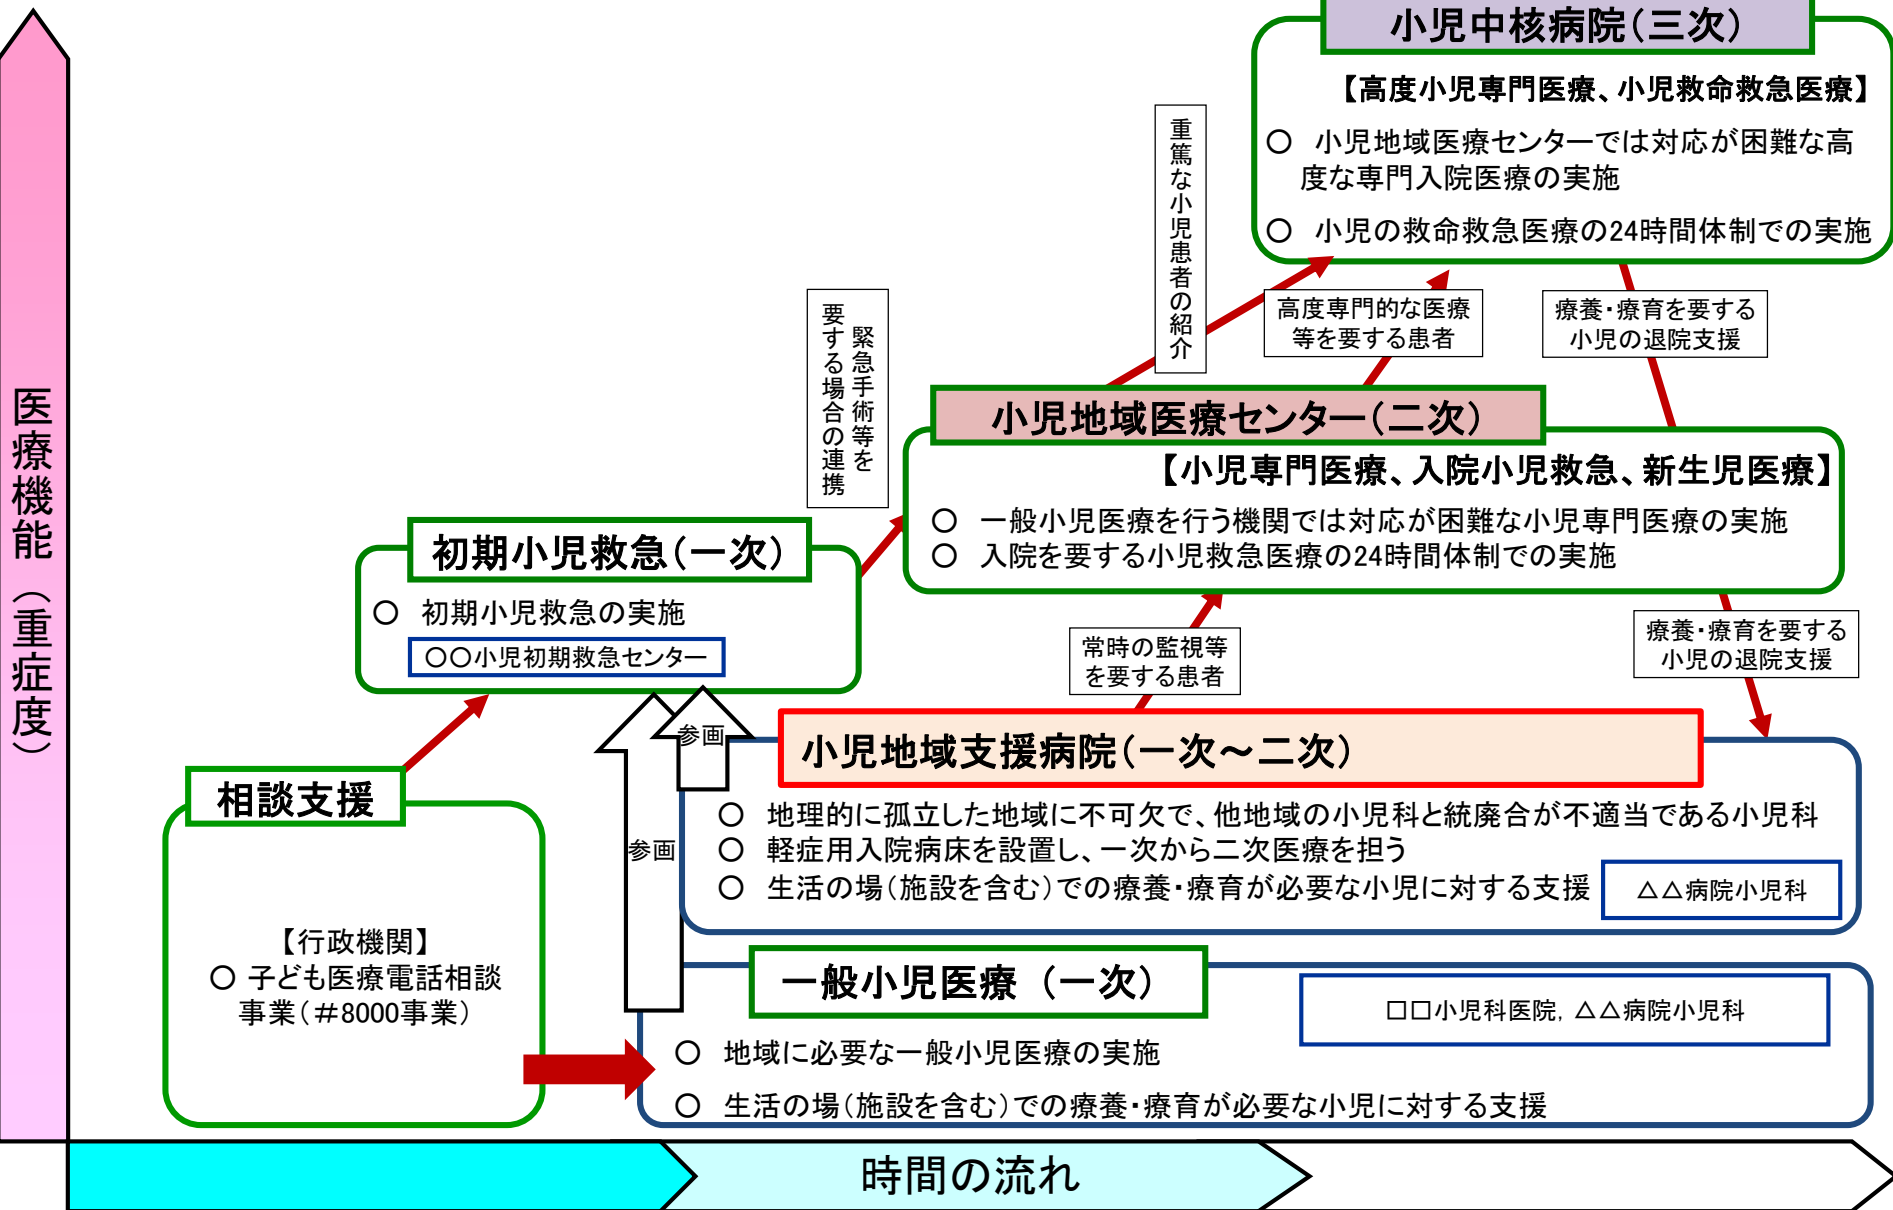 小児中核病院（三次）
【高度小児専門医療、小児救命救急医療】
○　小児地域医療センターでは対応が困難な高
度な専門入院医療の実施
○　小児の救命救急医療の24時間体制での実施
重篤な小児患者の紹介
高度専門的な医療
等を要する患者
療養・療育を要する
小児の退院支援
緊急手術等を
要する場合の連携
小児地域医療センター（二次）
【小児専門医療、入院小児救急、新生児医療】
○　一般小児医療を行う機関では対応が困難な小児専門医療の実施
○　入院を要する小児救急医療の24時間体制での実施
初期小児救急（一次）
○　初期小児救急の実施
○○小児初期救急センター
常時の監視等
を要する患者
療養・療育を要する
小児の退院支援
参画
小児地域支援病院（一次～二次）
○　地理的に孤立した地域に不可欠で、他地域の小児科と統廃合が不適当である小児科
○　軽症用入院病床を設置し、一次から二次医療を担う
○　生活の場（施設を含む）での療養・療育が必要な小児に対する支援
△△病院小児科
参画
相談支援
【行政機関】
○ 子ども医療電話相談
事業（＃8000事業）
一般小児医療 （一次）
□□小児科医院, △△病院小児科
○　地域に必要な一般小児医療の実施
○　生活の場（施設を含む）での療養・療育が必要な小児に対する支援
医療機能（重症度）
時間の流れ